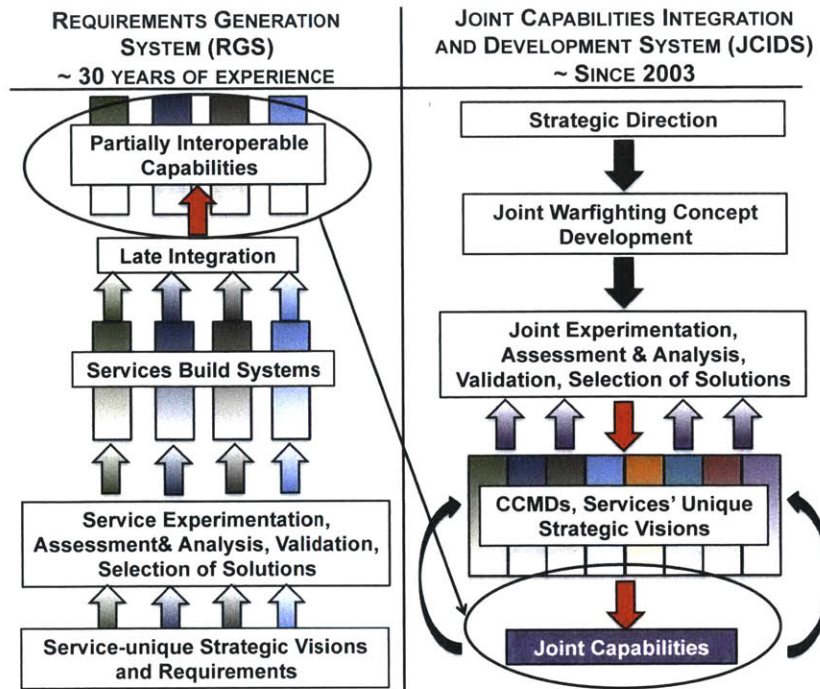 REQUIREMENTS GENERATION
SYSTEM (RGS)
~ 30 YEARS OF EXPERIENCE
Partially Interoperable
Capabilities
Late Integration
Services Build Systems
Service Experimentation,
Assessment& Analysis, Validation,
Selection of Solutions
Service-unique Strategic Visions
and Requirements
JOINT CAPABILITIES INTEGRATION
AND DEVELOPMENT SYSTEM (JCIDS)
~ SINCE 2003
Strategic Direction
Joint Warfighting Concept
Development
Joint Experimentation,
Assessment & Analysis,
Validation, Selection of Solutions
CCMDs, Services' Unique
Strategic Visions
Joint Capabilities